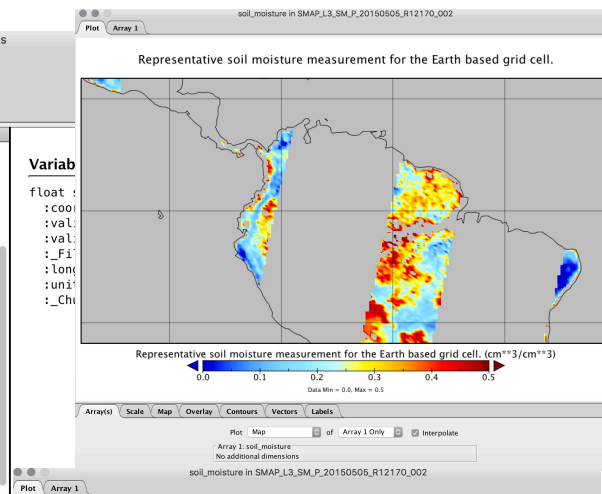 soil_moisture in SMAP_L3_SM_P_20150505_R12170_002
Plot Array 1
s
Representative soil moisture measurement for the Earth based grid cell.
Variab
float s
:coor
:vali
:vali
:_Fil
:long
:unit
:_Chu
Representative soil moisture measurement for the Earth based grid cell. (cm**3/cm**3)
0.0 0.1 0.2 0.3 0.4 0.5
Data Min = 0.0, Max = 0.5
Array(s) Scale Map Overlay Contours Vectors Labels
Plot Map of Array 1 Only Interpolate
Array 1: soil_moisture
No additional dimensions
soil_moisture in SMAP_L3_SM_P_20150505_R12170_002
Plot Array 1